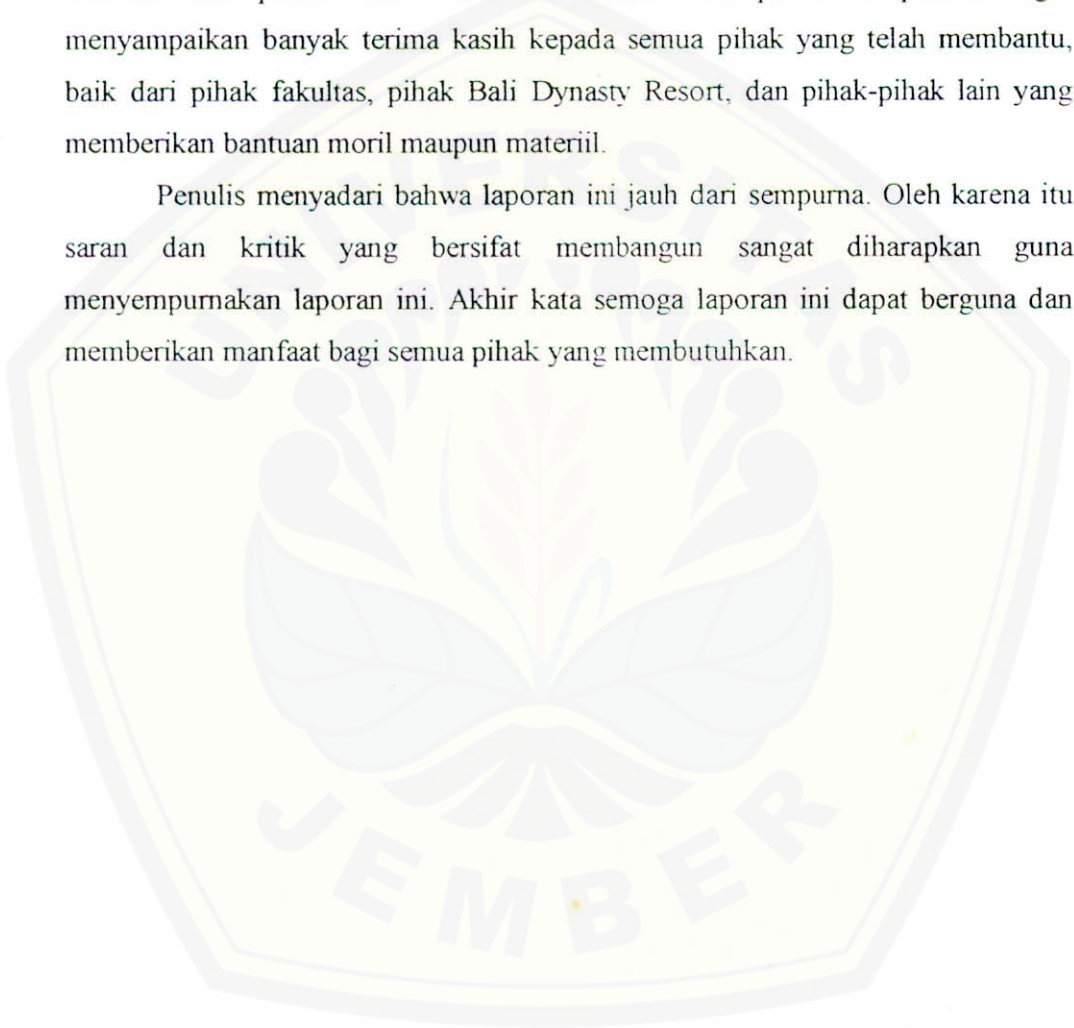 menyampaikan banyak terima kasih kepada semua pihak yang telah membantu,
baik dari pihak fakultas, pihak Bali Dynasty Resort, dan pihak-pihak lain yang
memberikan bantuan moril maupun materiil.
Penulis menyadari bahwa laporan ini jauh dari sempurna. Oleh karena itu
saran dan kritik yang bersifat membangun sangat diharapkan guna
menyempurnakan laporan ini. Akhir kata semoga laporan ini dapat berguna dan
memberikan manfaat bagi semua pihak yang membutuhkan.
UNIVERSITAS
JEMBER